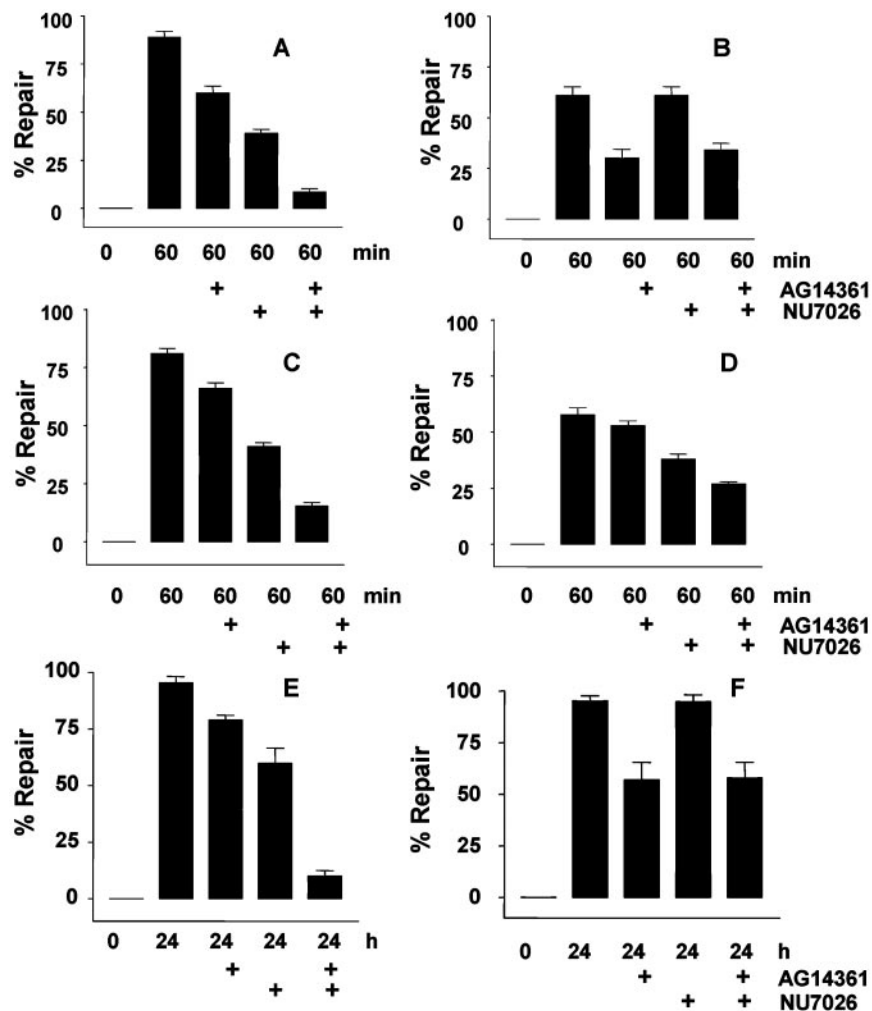 A
% Repair
100
75
50
25
0
0 60 60 60 60 min
+ +
+ +
B
% Repair
100
75
50
25
0
0 60 60 60 60 min
+ + AG14361
+ + NU7026
C
% Repair
100
75
50
25
0
0 60 60 60 60 min
+ +
+ +
D
% Repair
100
75
50
25
0
0 60 60 60 60 min
+ + AG14361
+ + NU7026
E
% Repair
100
75
50
25
0
0 24 24 24 24 h
+ +
+ +
F
% Repair
100
75
50
25
0
0 24 24 24 24 h
+ + AG14361
+ + NU7026